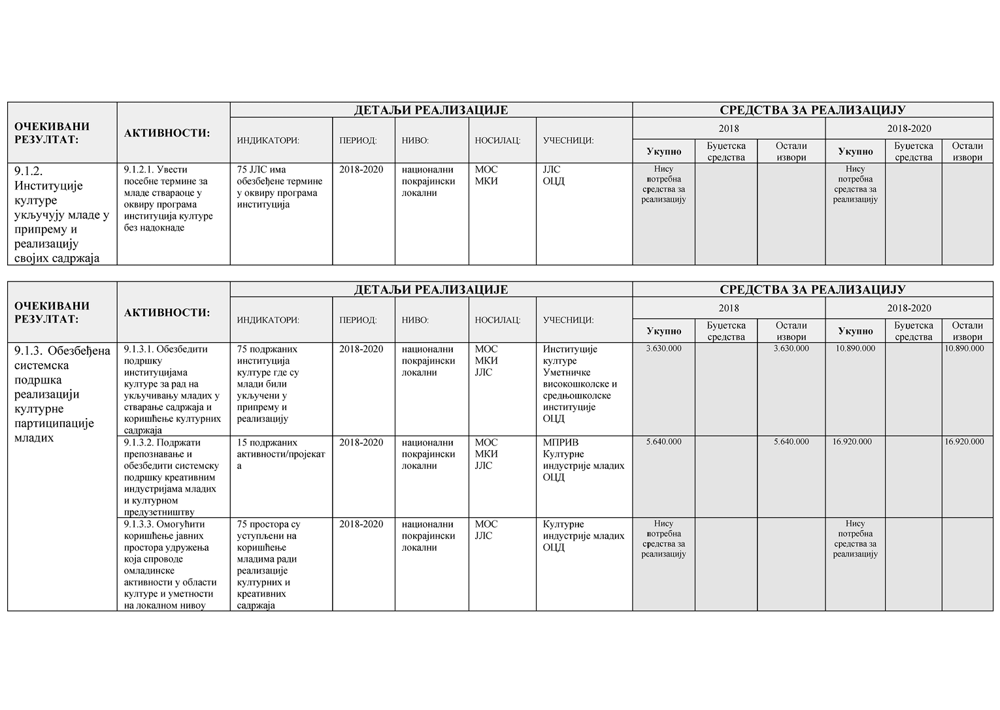 ОЧЕКИВАНИ
РЕЗУЛТАТ:
АКТИВНОСТИ:
ДЕТАЉИ РЕАЛИЗАЦИЈЕ
СРЕДСТВА ЗА РЕАЛИЗАЦИЈУ
ИНДИКАТОРИ:
ПЕРИОД:
НИВО:
НОСИЛАЦ:
УЧЕСНИЦИ:
2018
2018-2020
Укупно
Буџетска
средства
Остали
извори
Укупно
Буџетска
средства
Остали
извори
9.1.2.
Институције
културе
укључују младе у
припрему и
реализацију
својих садржаја
9.1.2.1. Увести
посебне термине за
младе ствараоце у
оквиру програма
институција културе
без надокнаде
75 ЈЛС има
обезбеђене термине
у оквиру програма
институција
2018-2020
национални
покрајински
локални
МОС
МКИ
ЈЛС
ОЦД
Нису
потребна
средства за
реализацију
Нису
потребна
средства за
реализацију
ОЧЕКИВАНИ
РЕЗУЛТАТ:
АКТИВНОСТИ:
ДЕТАЉИ РЕАЛИЗАЦИЈЕ
СРЕДСТВА ЗА РЕАЛИЗАЦИЈУ
ИНДИКАТОРИ:
ПЕРИОД:
НИВО:
НОСИЛАЦ:
УЧЕСНИЦИ:
2018
2018-2020
Укупно
Буџетска
средства
Остали
извори
Укупно
Буџетска
средства
Остали
извори
9.1.3. Обезбеђена
системска
подршка
реализацији
културне
партиципације
младих
9.1.3.1. Обезбедити
подршку
институцијама
културе за рад на
укључивању младих у
стварање садржаја и
коришћење културних
садржаја
75 подржаних
институција
културе где су
млади били
укључени у
припрему и
реализацију
2018-2020
национални
покрајински
локални
МОС
МКИ
ЈЛС
Институције
културе
Уметничке
високошколске и
средњошколске
институције
ОЦД
3.630.000
3.630.000
10.890.000
10.890.000
9.1.3.2. Подржати
препознавање и
обезбедити системску
подршку креативним
индустријама младих
и културном
предузетништву
15 подржаних
активности/пројекат
а
2018-2020
национални
покрајински
локални
МОС
МКИ
ЈЛС
МПРИВ
Културне
индустрије младих
ОЦД
5.640.000
5.640.000
16.920.000
16.920.000
9.1.3.3. Омогућити
коришћење јавних
простора удружења
која спроводе
омладинске
активности у области
културе и уметности
на локалном нивоу
75 простора су
уступљени на
коришћење
младима ради
реализације
културних и
креативних
садржаја
2018-2020
национални
покрајински
локални
МОС
ЈЛС
Културне
индустрије младих
ОЦД
Нису
потребна
средства за
реализацију
Нису
потребна
средства за
реализацију